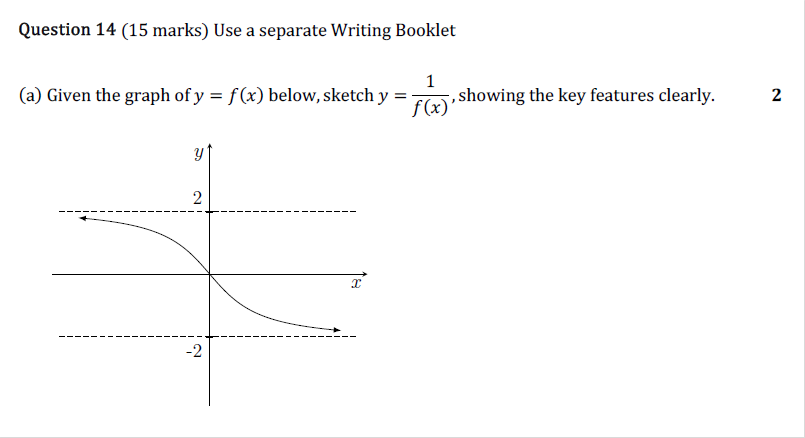 Question 14 (15 marks) Use a separate Writing Booklet
(a) Given the graph of y = f(x) below, sketch y = 1/f(x), showing the key features clearly. 2
y
2
x
-2